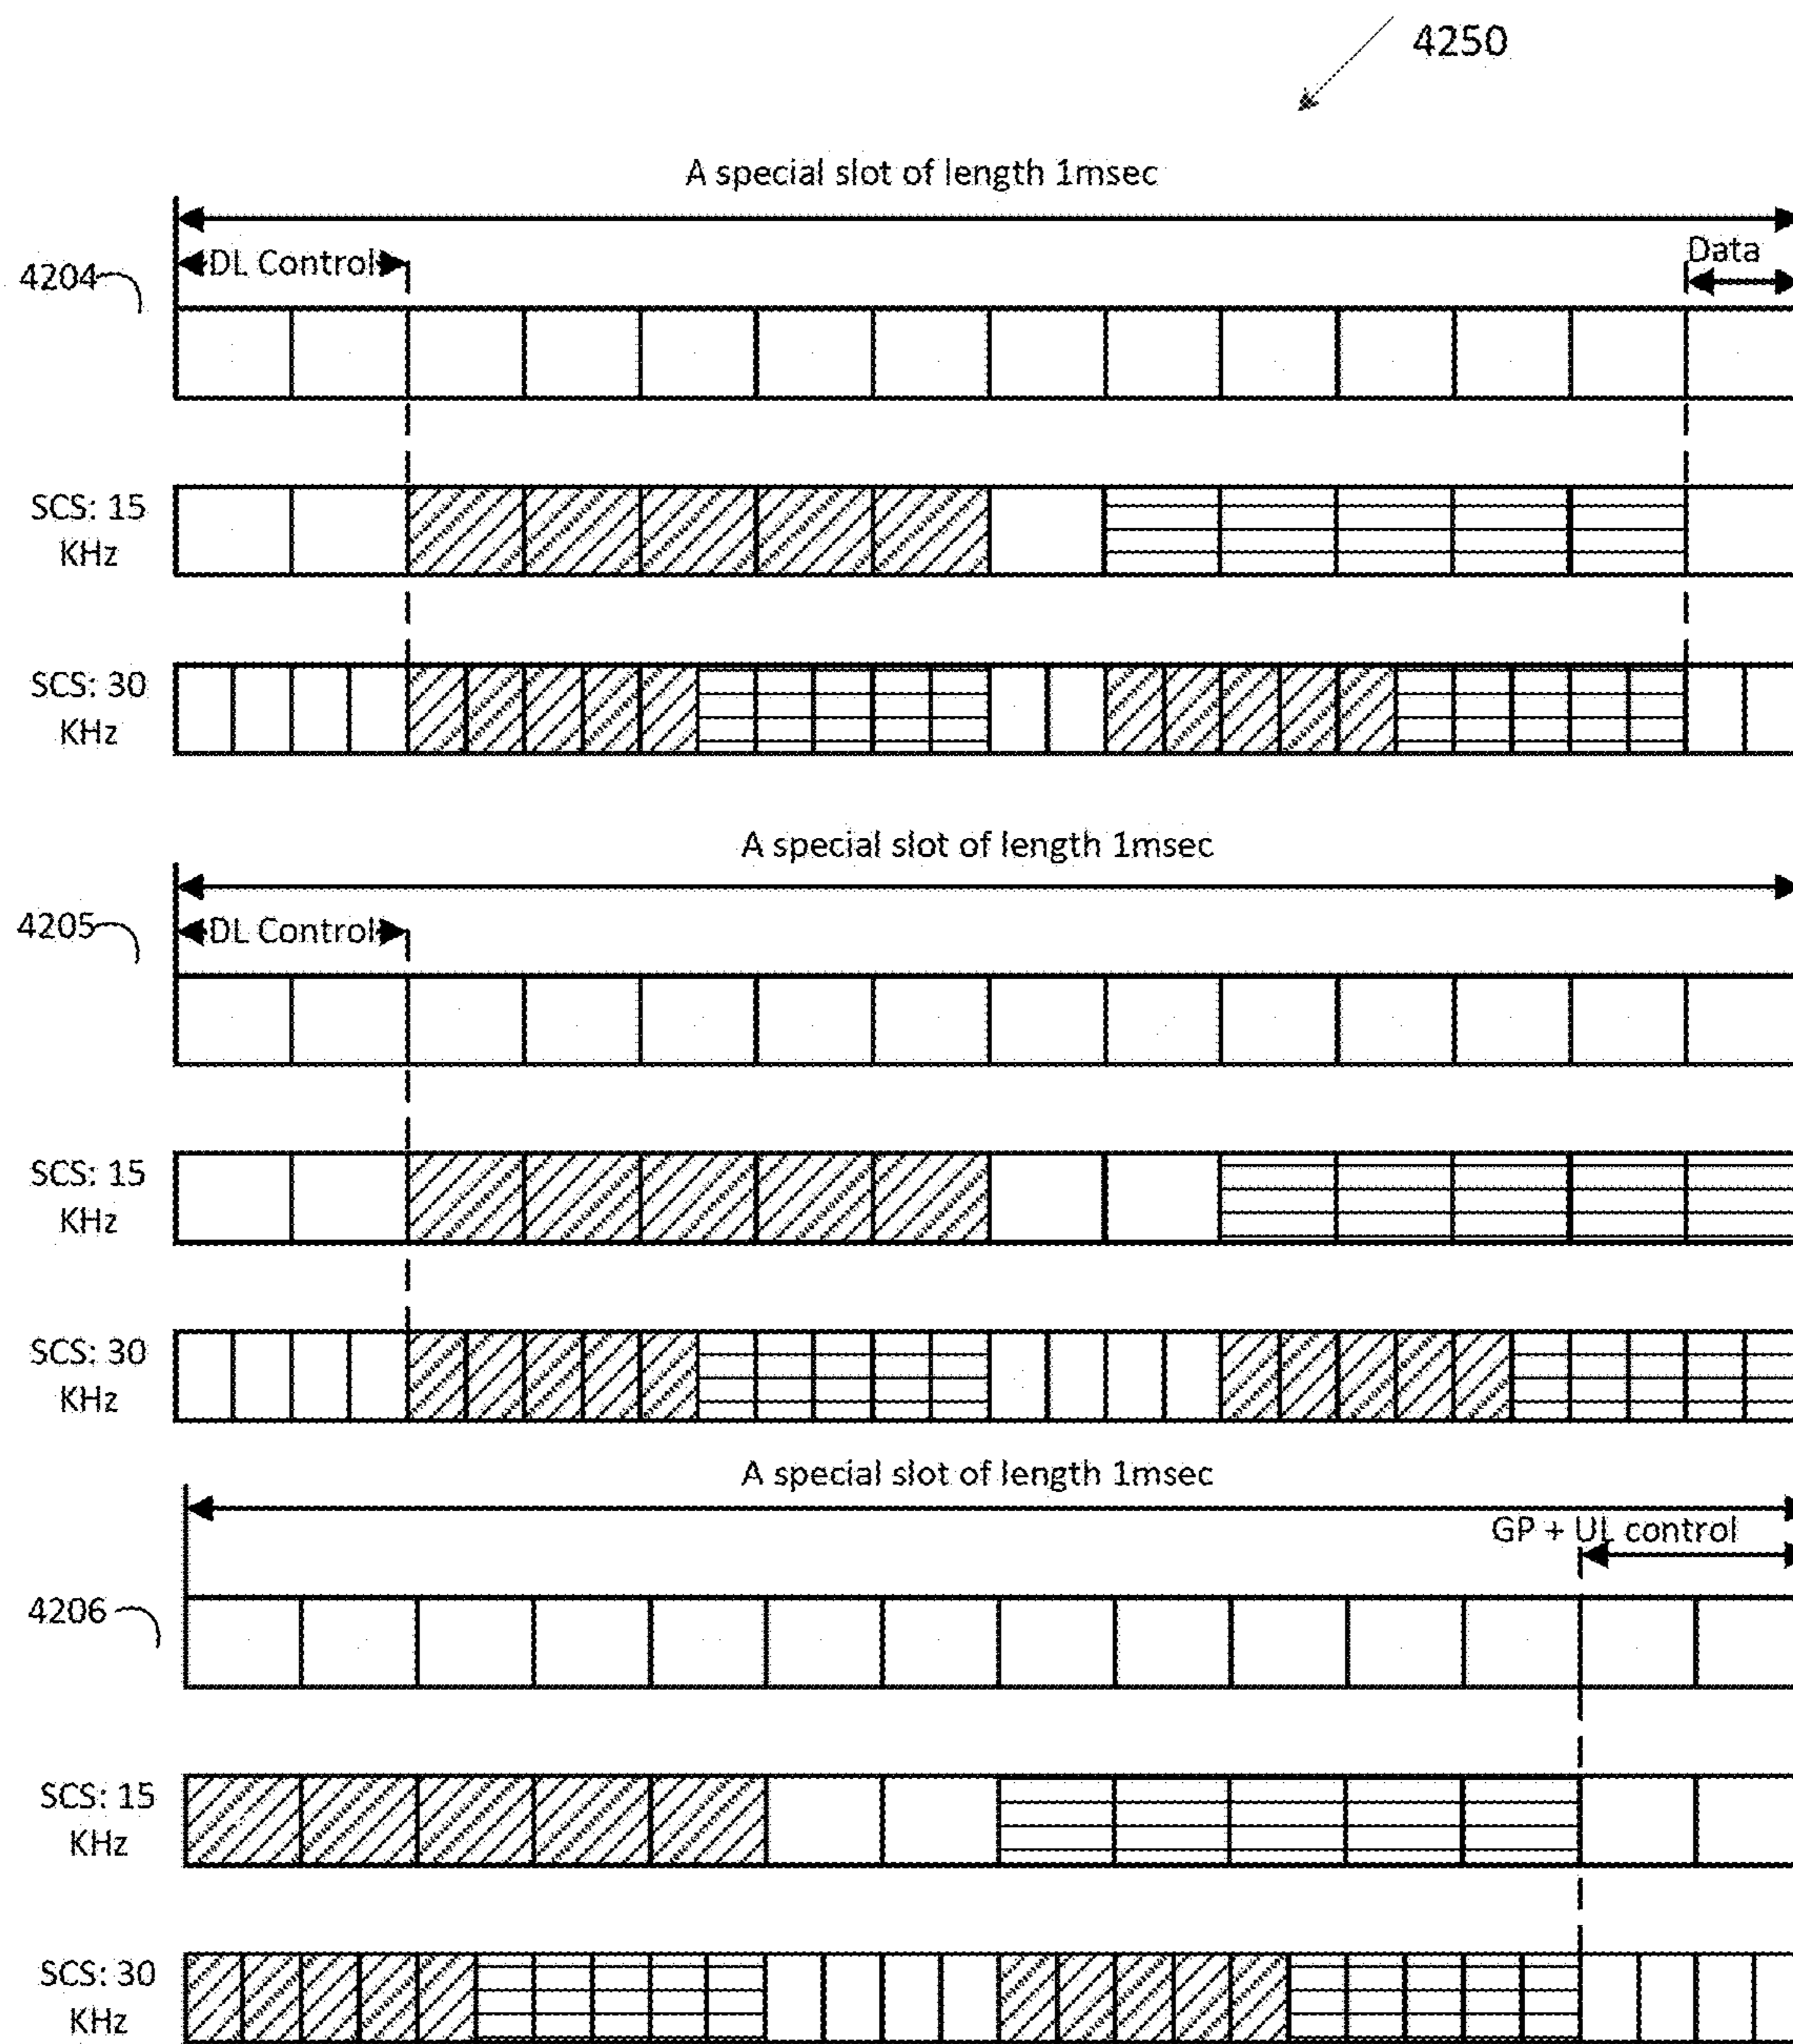 4250
A special slot of length 1msec
DL Control
Data
4204
SCS: 15
KHz
SCS: 30
KHz
A special slot of length 1msec
DL Control
4205
SCS: 15
KHz
SCS: 30
KHz
A special slot of length 1msec
GP + UL control
4206
SCS: 15
KHz
SCS: 30
KHz